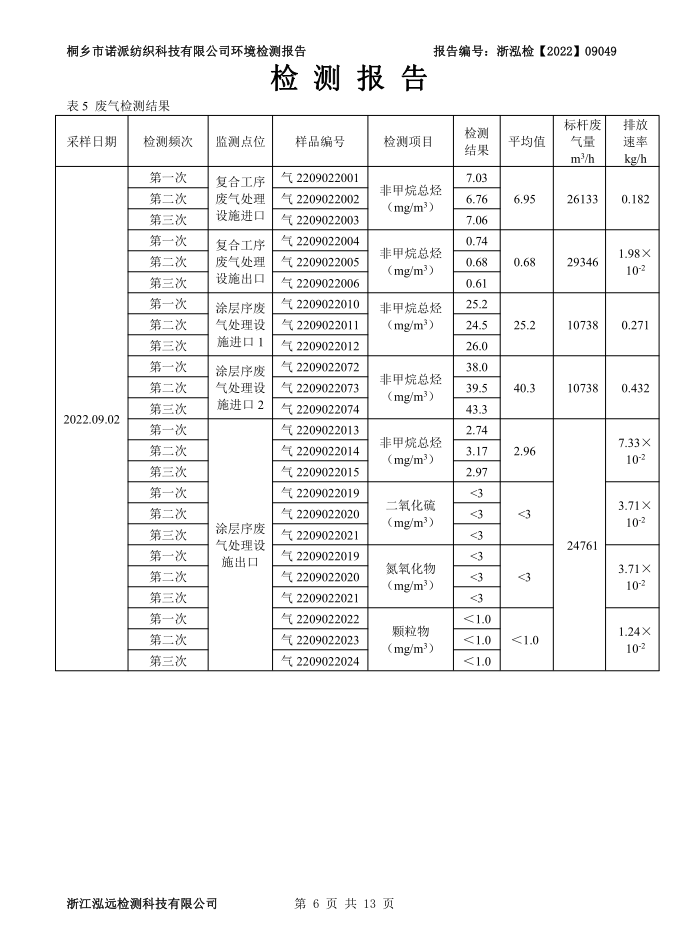 桐乡市诺派纺织科技有限公司环境检测报告 报告编号：浙泓检【2022】09049
检 测 报 告
表 5 废气检测结果
采样日期 检测频次 监测点位 样品编号 检测项目 检测结果 平均值 标杆废气量 m³/h 排放速率 kg/h
2022.09.02
第一次 复合工序废气处理设施进口 气 2209022001 非甲烷总烃（mg/m³） 7.03 6.95 26133 0.182
第二次 气 2209022002 6.76
第三次 气 2209022003 7.06
第一次 复合工序废气处理设施出口 气 2209022004 非甲烷总烃（mg/m³） 0.74 0.68 29346 1.98×10⁻²
第二次 气 2209022005 0.68
第三次 气 2209022006 0.61
第一次 涂层序废气处理设施进口 1 气 2209022010 非甲烷总烃（mg/m³） 25.2 25.2 10738 0.271
第二次 气 2209022011 24.5
第三次 气 2209022012 26.0
第一次 涂层序废气处理设施进口 2 气 2209022072 非甲烷总烃（mg/m³） 38.0 40.3 10738 0.432
第二次 气 2209022073 39.5
第三次 气 2209022074 43.3
第一次 涂层序废气处理设施出口 气 2209022013 非甲烷总烃（mg/m³） 2.74 2.96 24761 7.33×10⁻²
第二次 气 2209022014 3.17
第三次 气 2209022015 2.97
第一次 气 2209022019 二氧化硫（mg/m³） <3 <3 3.71×10⁻²
第二次 气 2209022020 <3
第三次 气 2209022021 <3
第一次 气 2209022019 氮氧化物（mg/m³） <3 <3 3.71×10⁻²
第二次 气 2209022020 <3
第三次 气 2209022021 <3
第一次 气 2209022022 颗粒物（mg/m³） ＜1.0 ＜1.0 1.24×10⁻²
第二次 气 2209022023 ＜1.0
第三次 气 2209022024 ＜1.0
浙江泓远检测科技有限公司 第 6 页 共 13 页